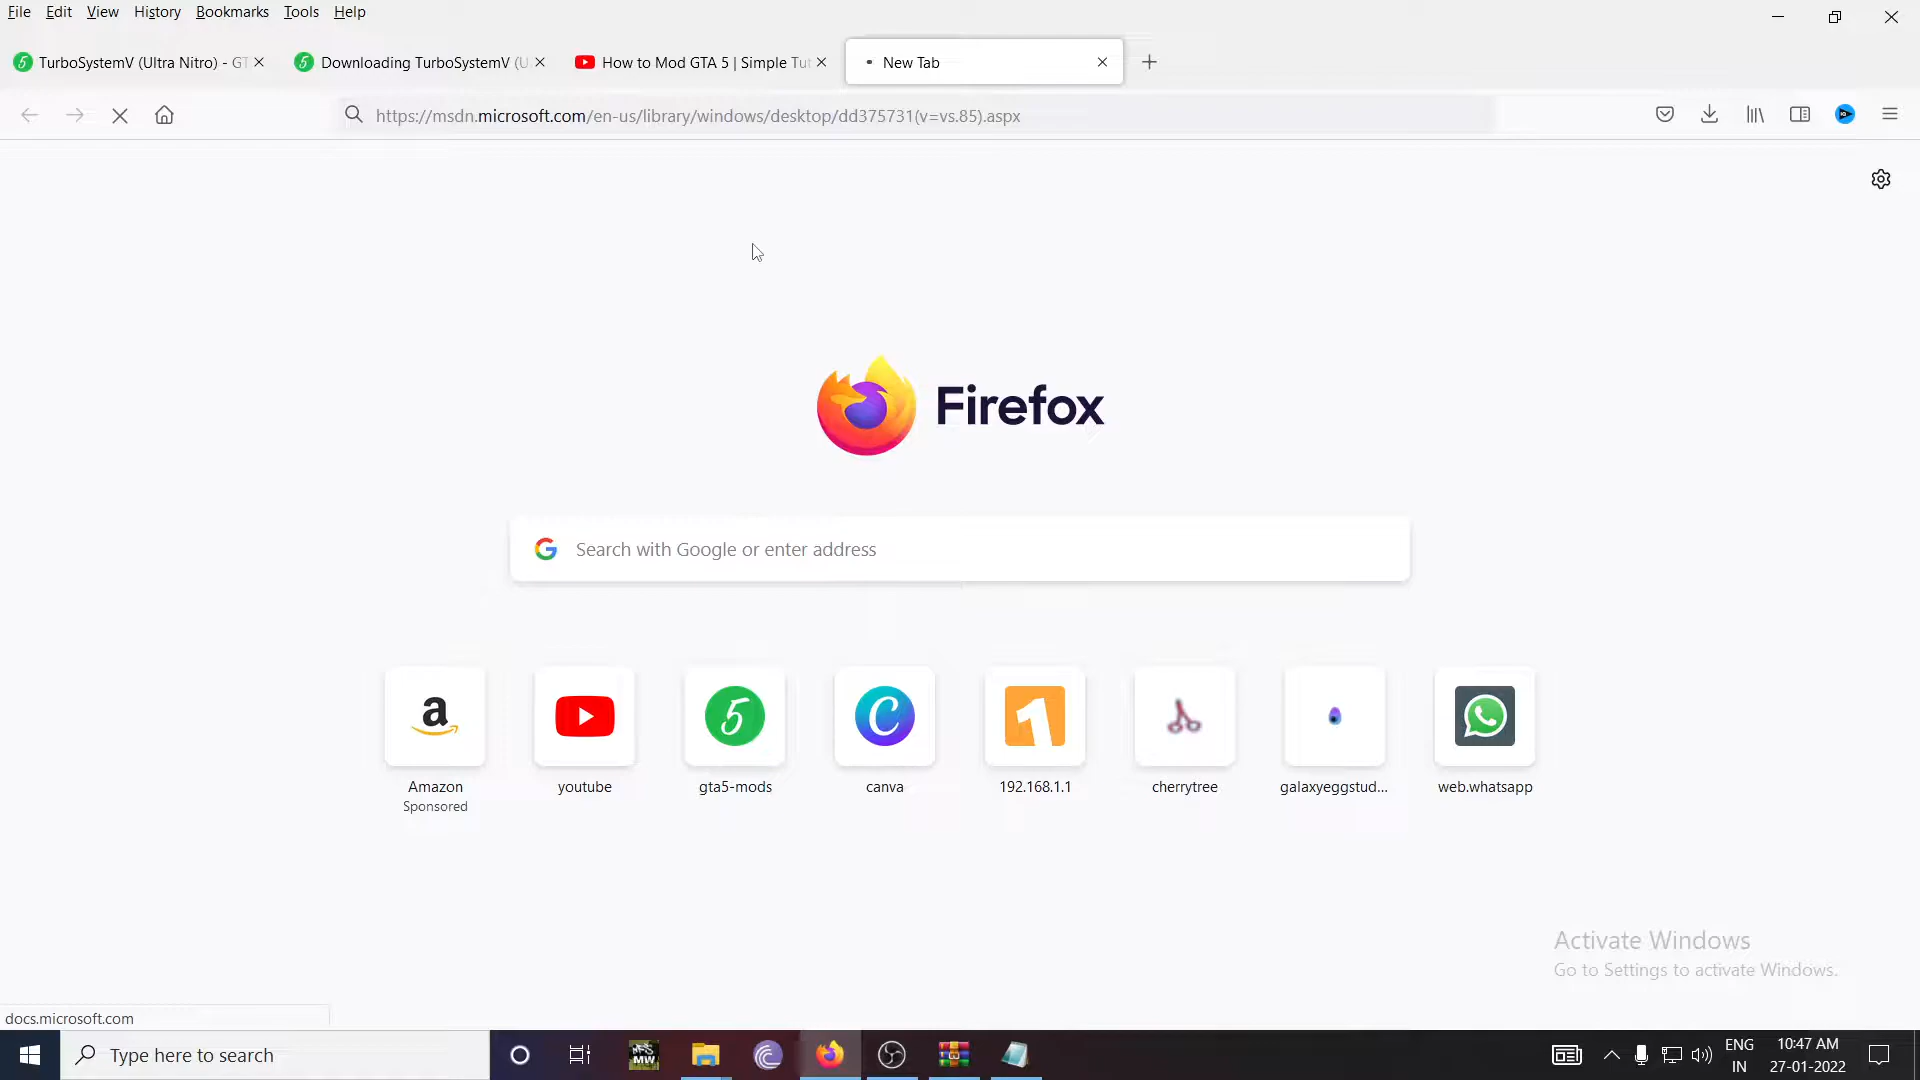 File Edit View History Bookmarks Tools Help
TurboSystemV (Ultra Nitro) - GT
Downloading TurboSystemV (U
How to Mod GTA 5 | Simple Tut
New Tab
https://msdn.microsoft.com/en-us/library/windows/desktop/dd375731(v=vs.85).aspx
Firefox
Search with Google or enter address
Amazon
Sponsored
youtube
gta5-mods
canva
192.168.1.1
cherrytree
galaxyeggstud...
web.whatsapp
Activate Windows
Go to Settings to activate Windows.
docs.microsoft.com
Type here to search
MW
ENG
IN
10:47 AM
27-01-2022